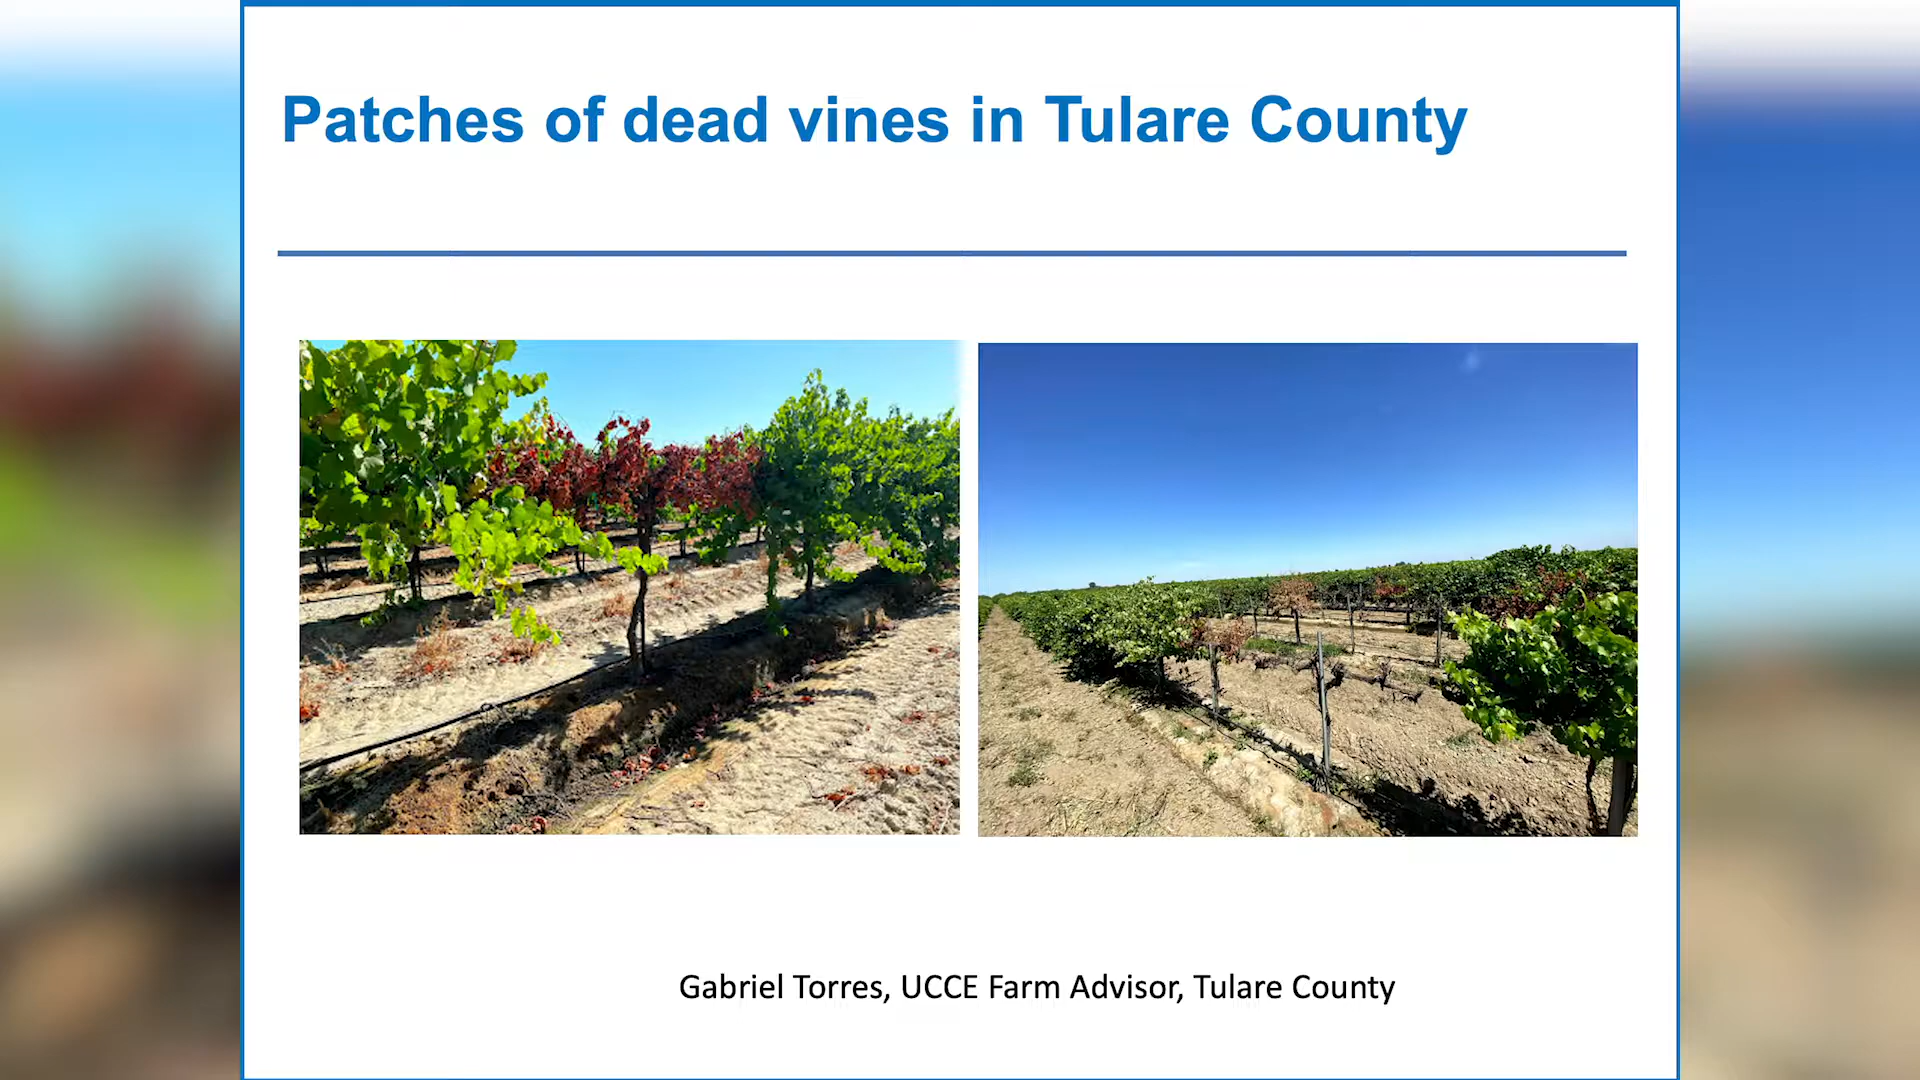 Patches of dead vines in Tulare County
Gabriel Torres, UCCE Farm Advisor, Tulare County